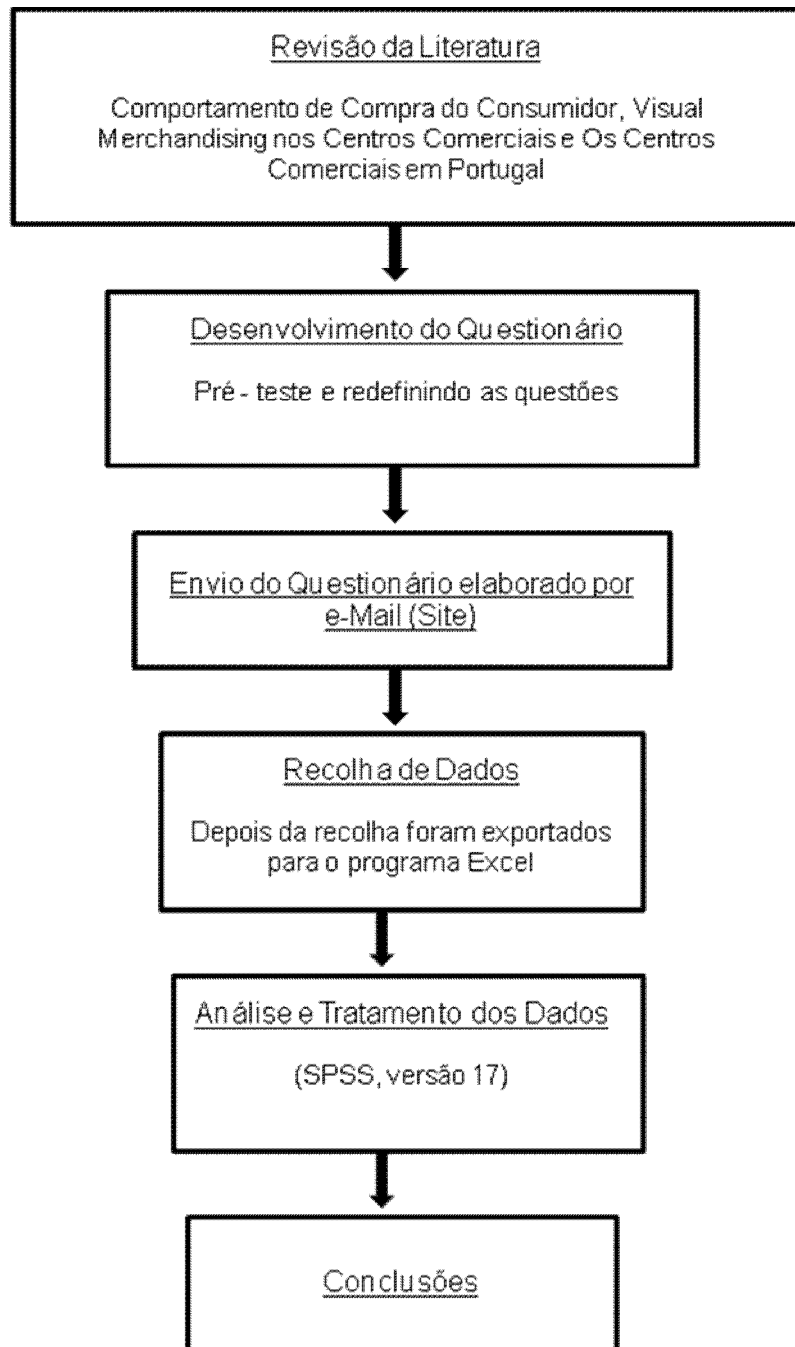 Revisão da Literatura
Comportamento de Compra do Consumidor, Visual
Merchandising nos Centros Comerciais e Os Centros
Comerciais em Portugal
Desenvolvimento do Questionário
Pré - teste e redefinindo as questões
Envio do Questionário elaborado por
e-Mail (Site)
Recolha de Dados
Depois da recolha foram exportados
para o programa Excel
Análise e Tratamento dos Dados
(SPSS, versão 17)
Conclusões